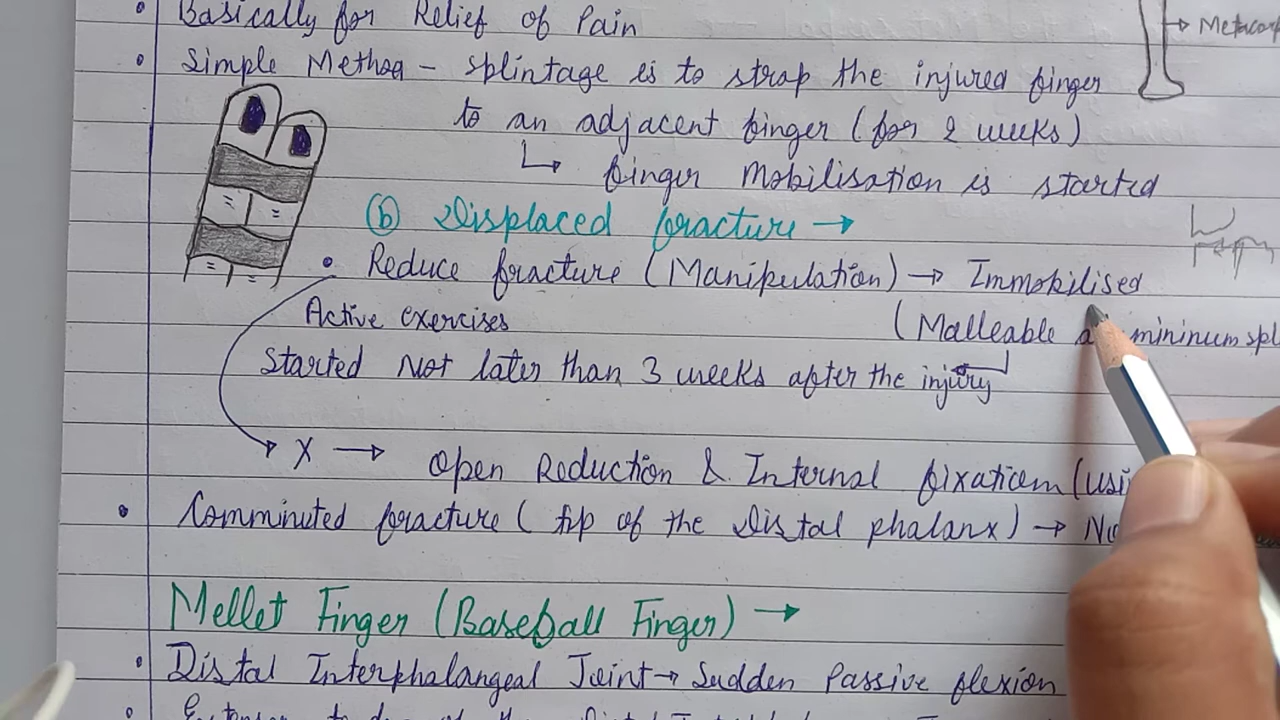 Basically for Relief of Pain
→ Metacar
Simple Method - splintage is to strap the injured finger
to an adjacent finger (for 2 weeks)
↳ finger Mobilisation is started
ⓑ Displaced fracture →
• Reduce fracture (Manipulation) → Immobilised
Active exercises
(Malleable mininum spl
Started Not later than 3 weeks after the injury
X → Open Reduction & Internal fixation (usi
• Comminuted fracture (tip of the Distal phalanx) →
Mellet Finger (Baseball Finger) →
• Distal Interphalangeal Joint → Sudden Passive flexion